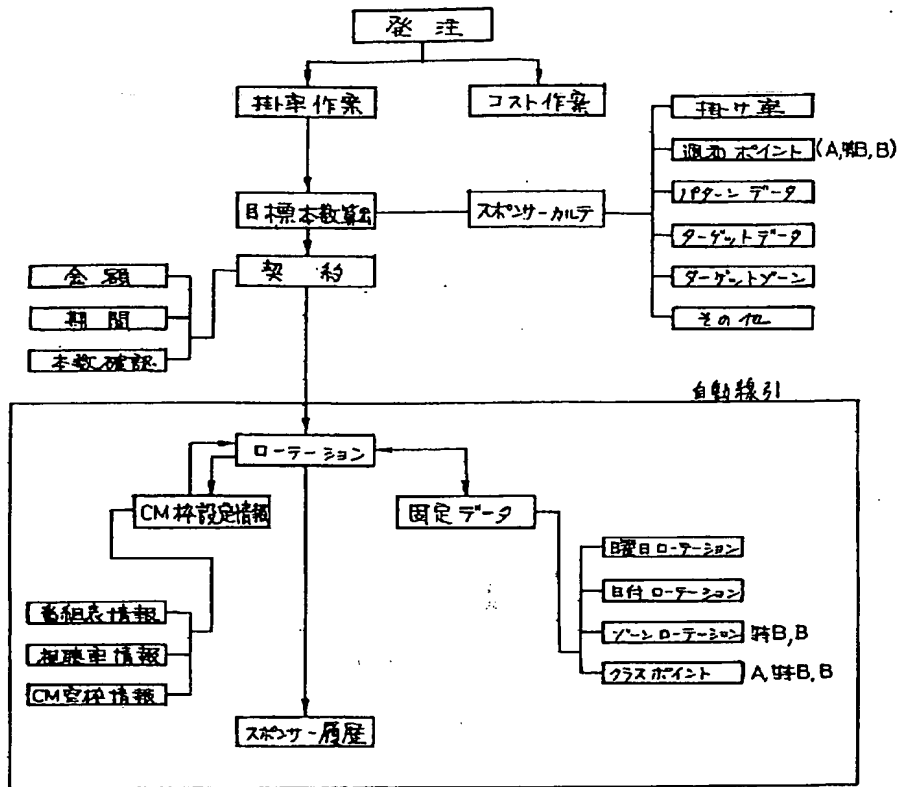 発注
掛率作案
コスト作案
掛け率
週知ポイント (A,特B,B)
パターンデータ
目標本数算出
スポンサーカルテ
ターゲットデータ
契約
ターゲットゾーン
金額
期間
その他
本数確認
自動線引
ローテーション
CM枠設定情報
固定データ
曜日ローテーション
日付ローテーション
番組表情報
ゾーンローテーション 特B,B
視聴率情報
クラスポイント A,特B,B
CM空枠情報
スポンサー履歴